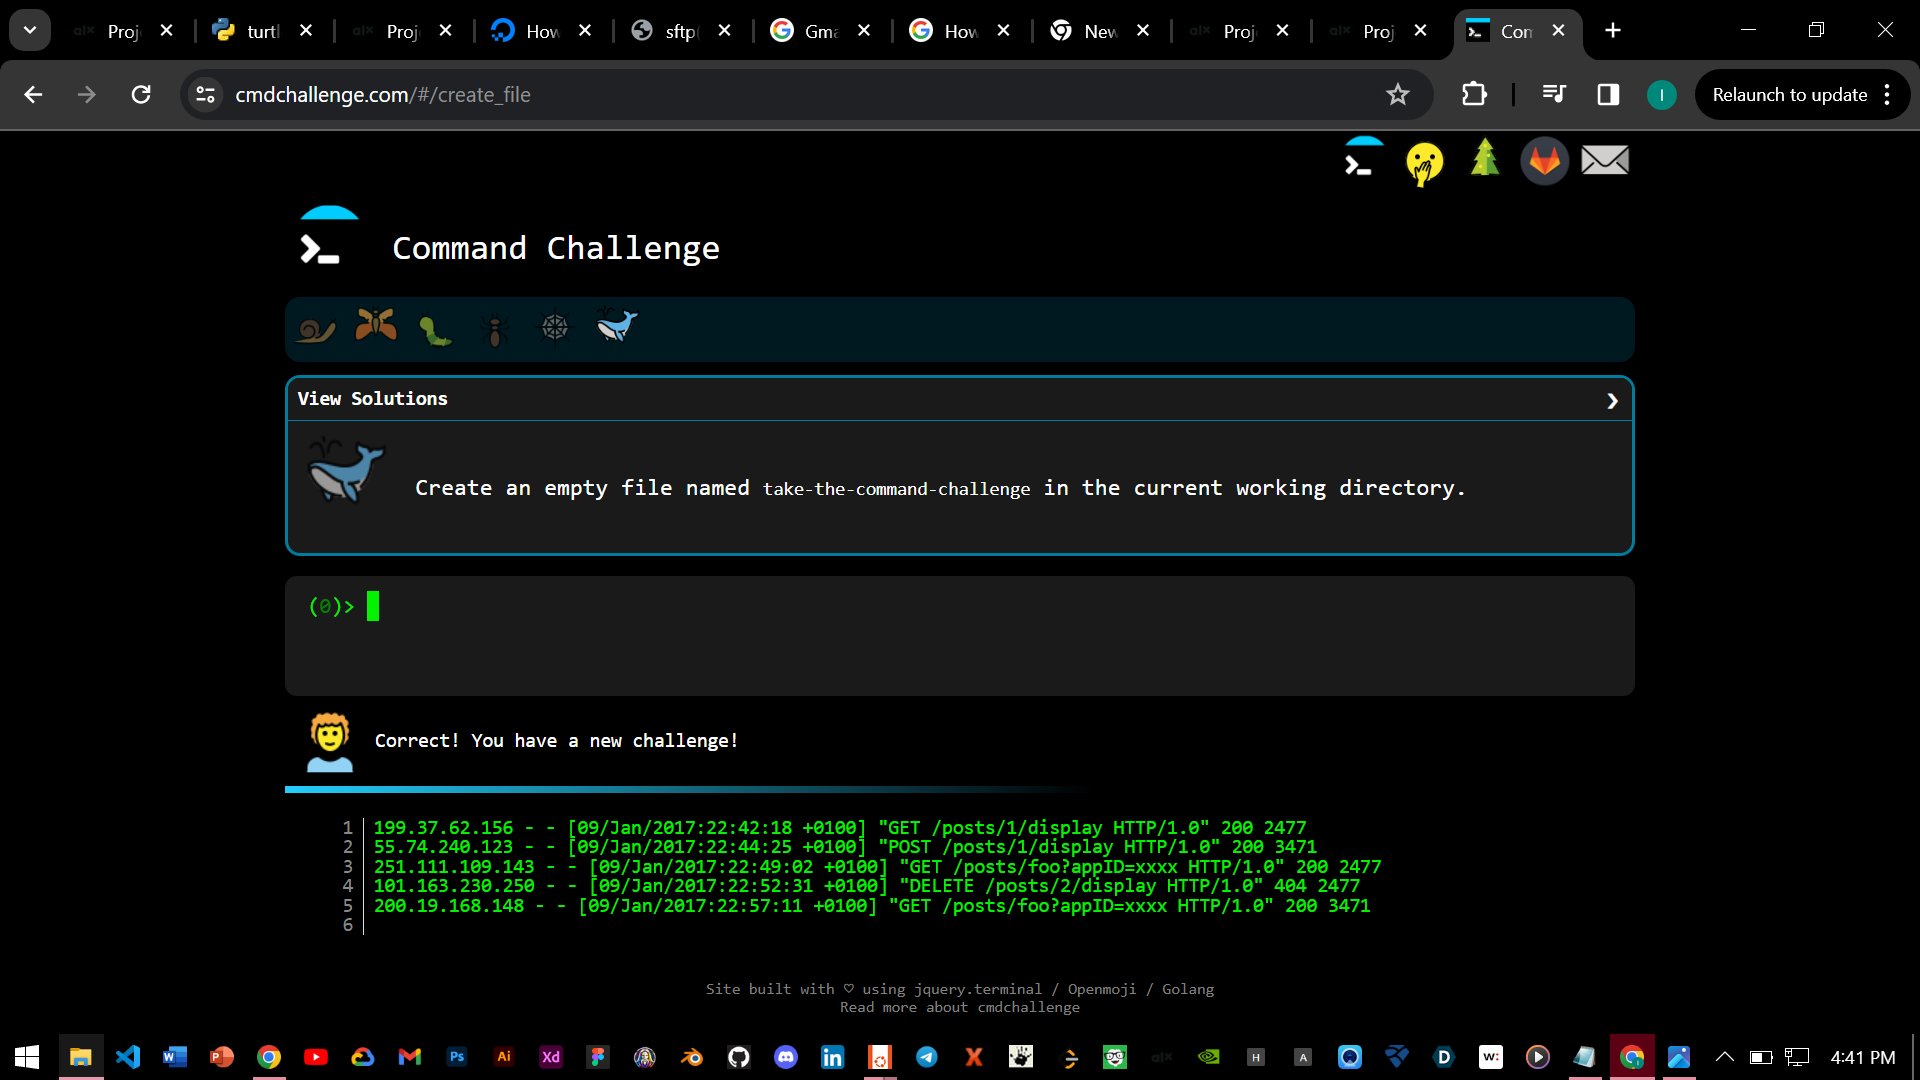 Proj
turtl
Proj
How
sftp(
Gma
How
New
Proj
Proj
Com
cmdchallenge.com/#/create_file
I
Relaunch to update
Command Challenge
View Solutions
Create an empty file named take-the-command-challenge in the current working directory.
(0)>
Correct! You have a new challenge!
1 199.37.62.156 - - [09/Jan/2017:22:42:18 +0100] "GET /posts/1/display HTTP/1.0" 200 2477
2 55.74.240.123 - - [09/Jan/2017:22:44:25 +0100] "POST /posts/1/display HTTP/1.0" 200 3471
3 251.111.109.143 - - [09/Jan/2017:22:49:02 +0100] "GET /posts/foo?appID=xxxx HTTP/1.0" 200 2477
4 101.163.230.250 - - [09/Jan/2017:22:52:31 +0100] "DELETE /posts/2/display HTTP/1.0" 404 2477
5 200.19.168.148 - - [09/Jan/2017:22:57:11 +0100] "GET /posts/foo?appID=xxxx HTTP/1.0" 200 3471
6
Site built with ♡ using jquery.terminal / Openmoji / Golang
Read more about cmdchallenge
4:41 PM